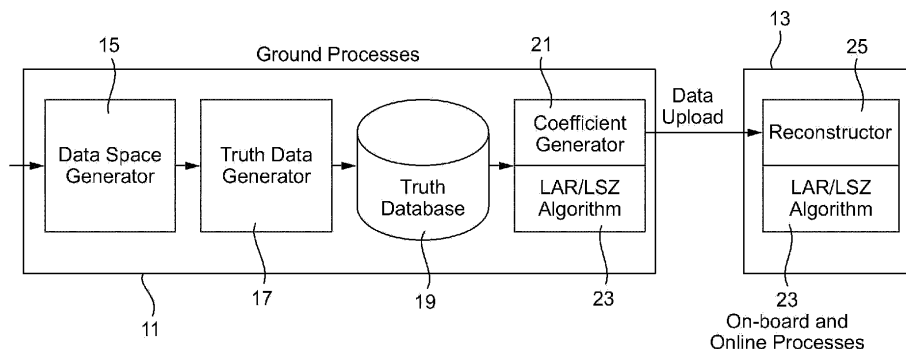 Ground Processes
13
15
21
25
Data
Upload
Data Space
Generator
Truth Data
Generator
Truth
Database
Coefficient
Generator
LAR/LSZ
Algorithm
Reconstructor
LAR/LSZ
Algorithm
11
17
19
23
23
On-board and
Online Processes